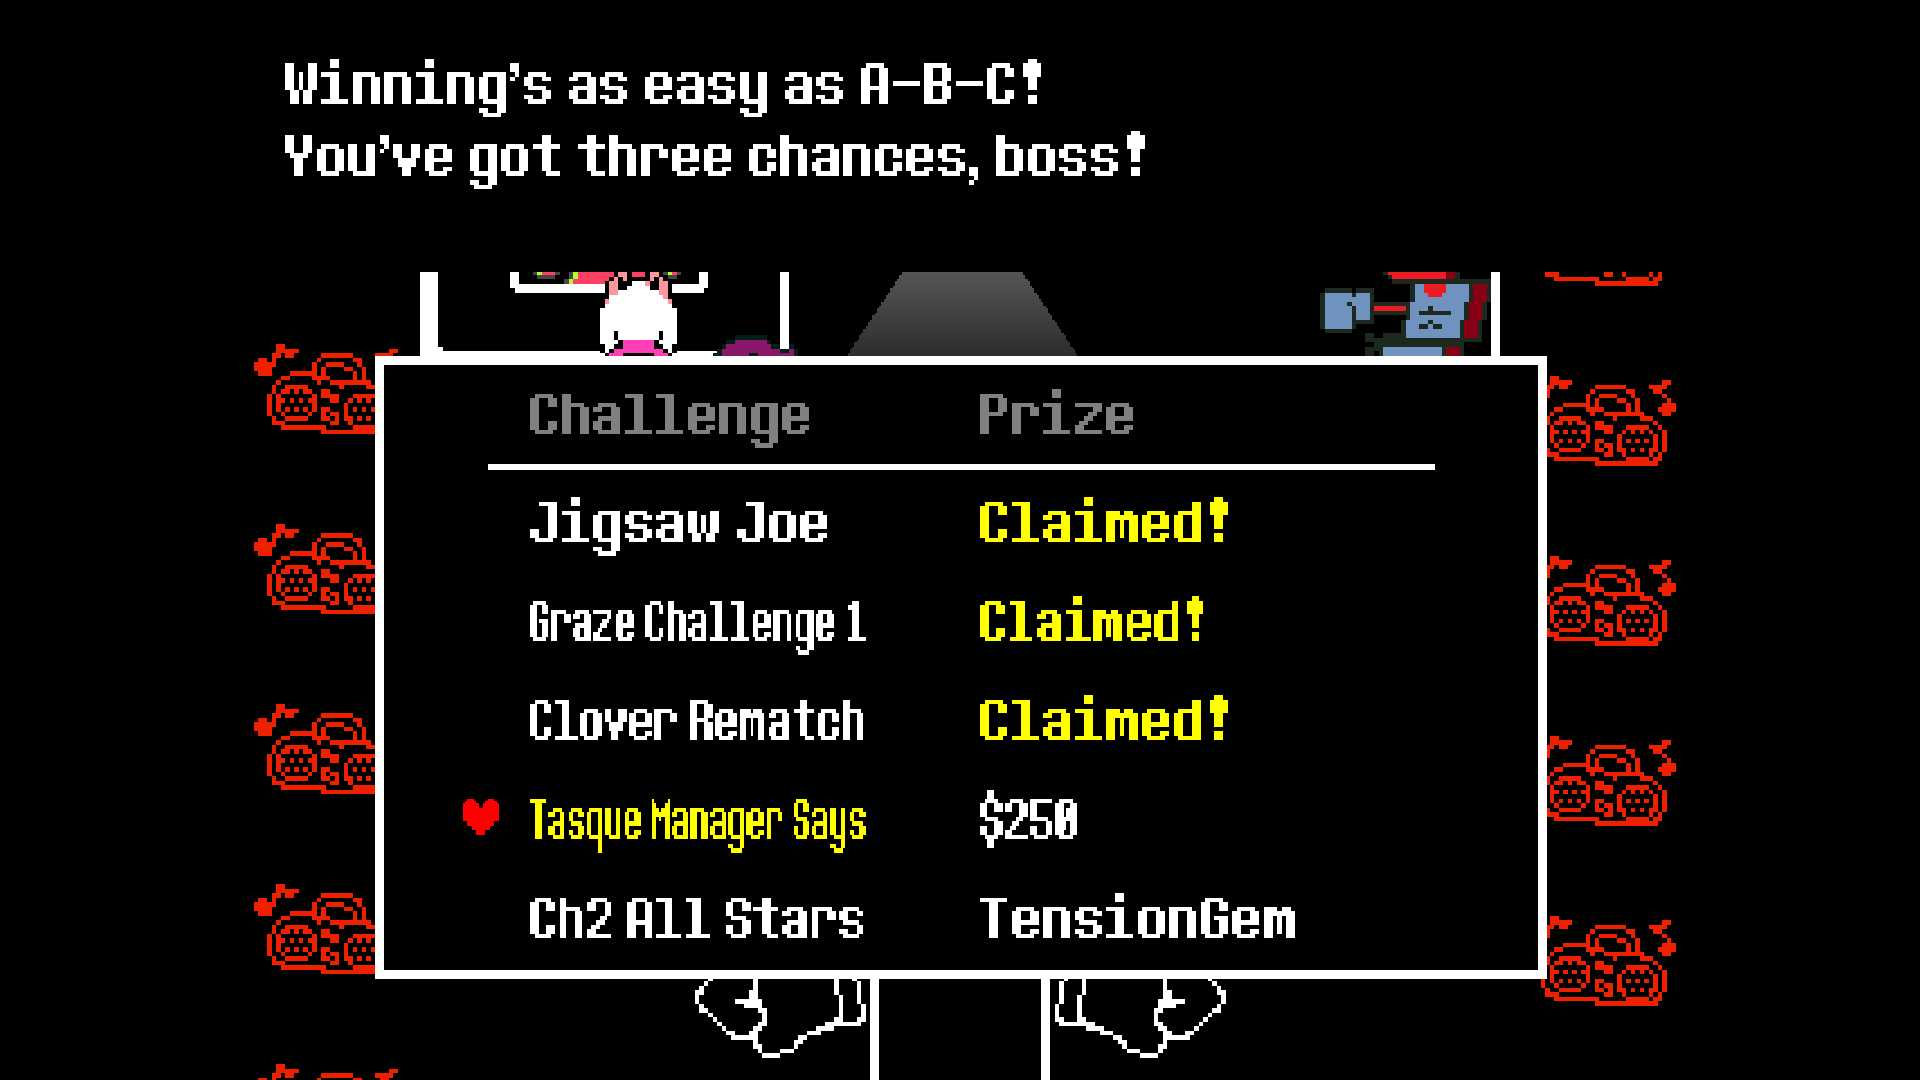 Winning's as easy as A-B-C!
You've got three chances, boss!
Challenge Prize
Jigsaw Joe Claimed!
Graze Challenge 1 Claimed!
Clover Rematch Claimed!
Tasque Manager Says $250
Ch2 All Stars TensionGem